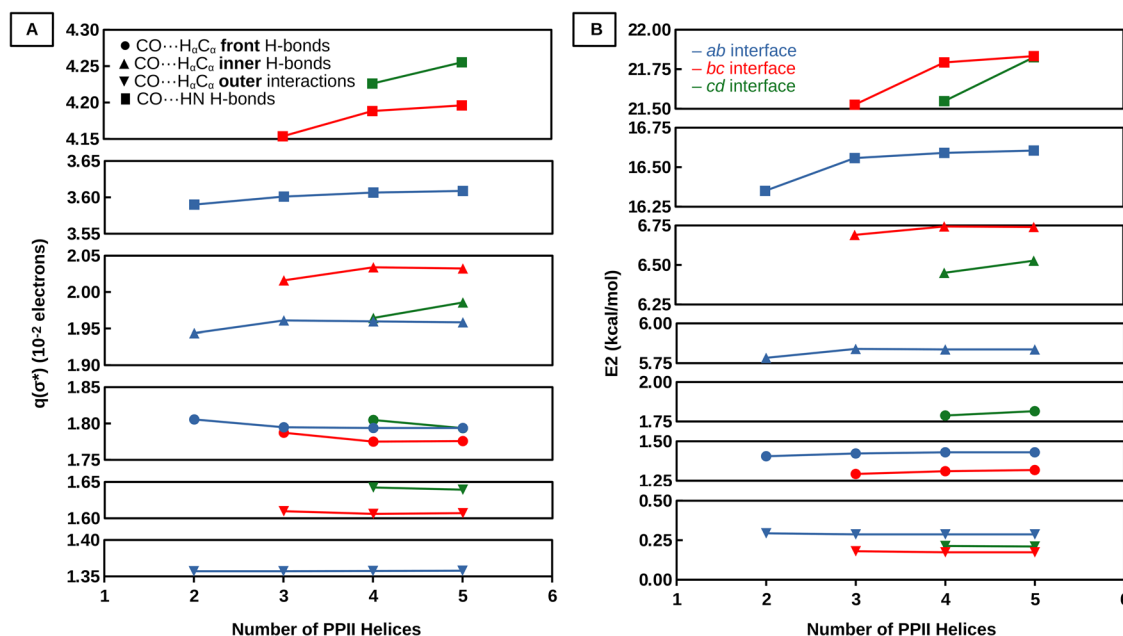 A
4.30
4.25
4.20
4.15
CO···HαCα front H-bonds
CO···HαCα inner H-bonds
CO···HαCα outer interactions
CO···HN H-bonds
3.65
3.60
3.55
2.05
2.00
1.95
1.90
1.85
1.80
1.75
1.65
1.60
1.40
1.35
q(σ*) (10⁻² electrons)
1 2 3 4 5 6
Number of PPII Helices
B
22.00
21.75
21.50
– ab interface
– bc interface
– cd interface
16.75
16.50
16.25
6.75
6.50
6.25
6.00
5.75
2.00
1.75
1.50
1.25
0.50
0.25
0.00
E2 (kcal/mol)
1 2 3 4 5 6
Number of PPII Helices